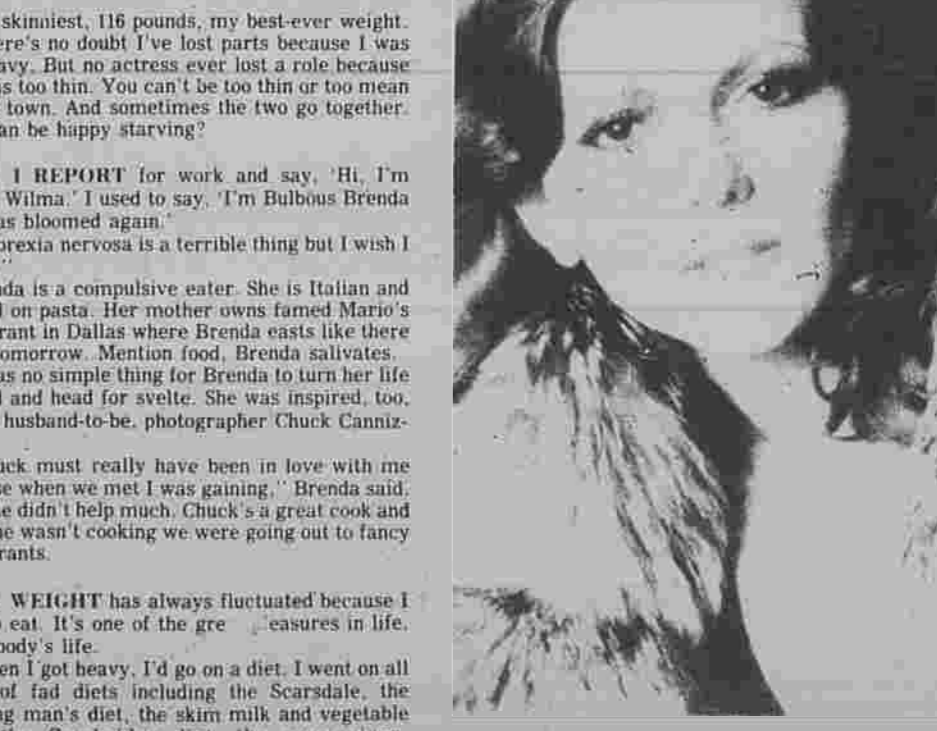 skinniest, 116 pounds, my best-ever weight.
ere's no doubt I've lost parts because I was
avy. But no actress ever lost a role because
s too thin. You can't be too thin or too mean
town. And sometimes the two go together.
an be happy starving?
I REPORT for work and say, 'Hi, I'm
Wilma.' I used to say, 'I'm Bulbous Brenda
as bloomed again.'
orexia nervosa is a terrible thing but I wish I
"
nda is a compulsive eater. She is Italian and
l on pasta. Her mother owns famed Mario's
rant in Dallas where Brenda easts like there
omorrow. Mention food, Brenda salivates.
as no simple thing for Brenda to turn her life
l and head for svelte. She was inspired, too,
husband-to-be, photographer Chuck Canniz-
uck must really have been in love with me
se when we met I was gaining," Brenda said.
e didn't help much. Chuck's a great cook and
he wasn't cooking we were going out to fancy
rants.
WEIGHT has always fluctuated because I
o eat. It's one of the gre easures in life.
body's life.
en I got heavy, I'd go on a diet. I went on all
of fad diets including the Scarsdale, the
ng man's diet, the skim milk and vegetable